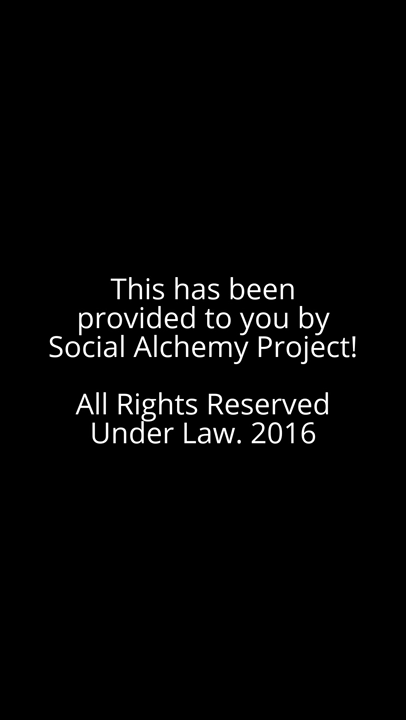 This has been
provided to you by
Social Alchemy Project!
All Rights Reserved
Under Law. 2016